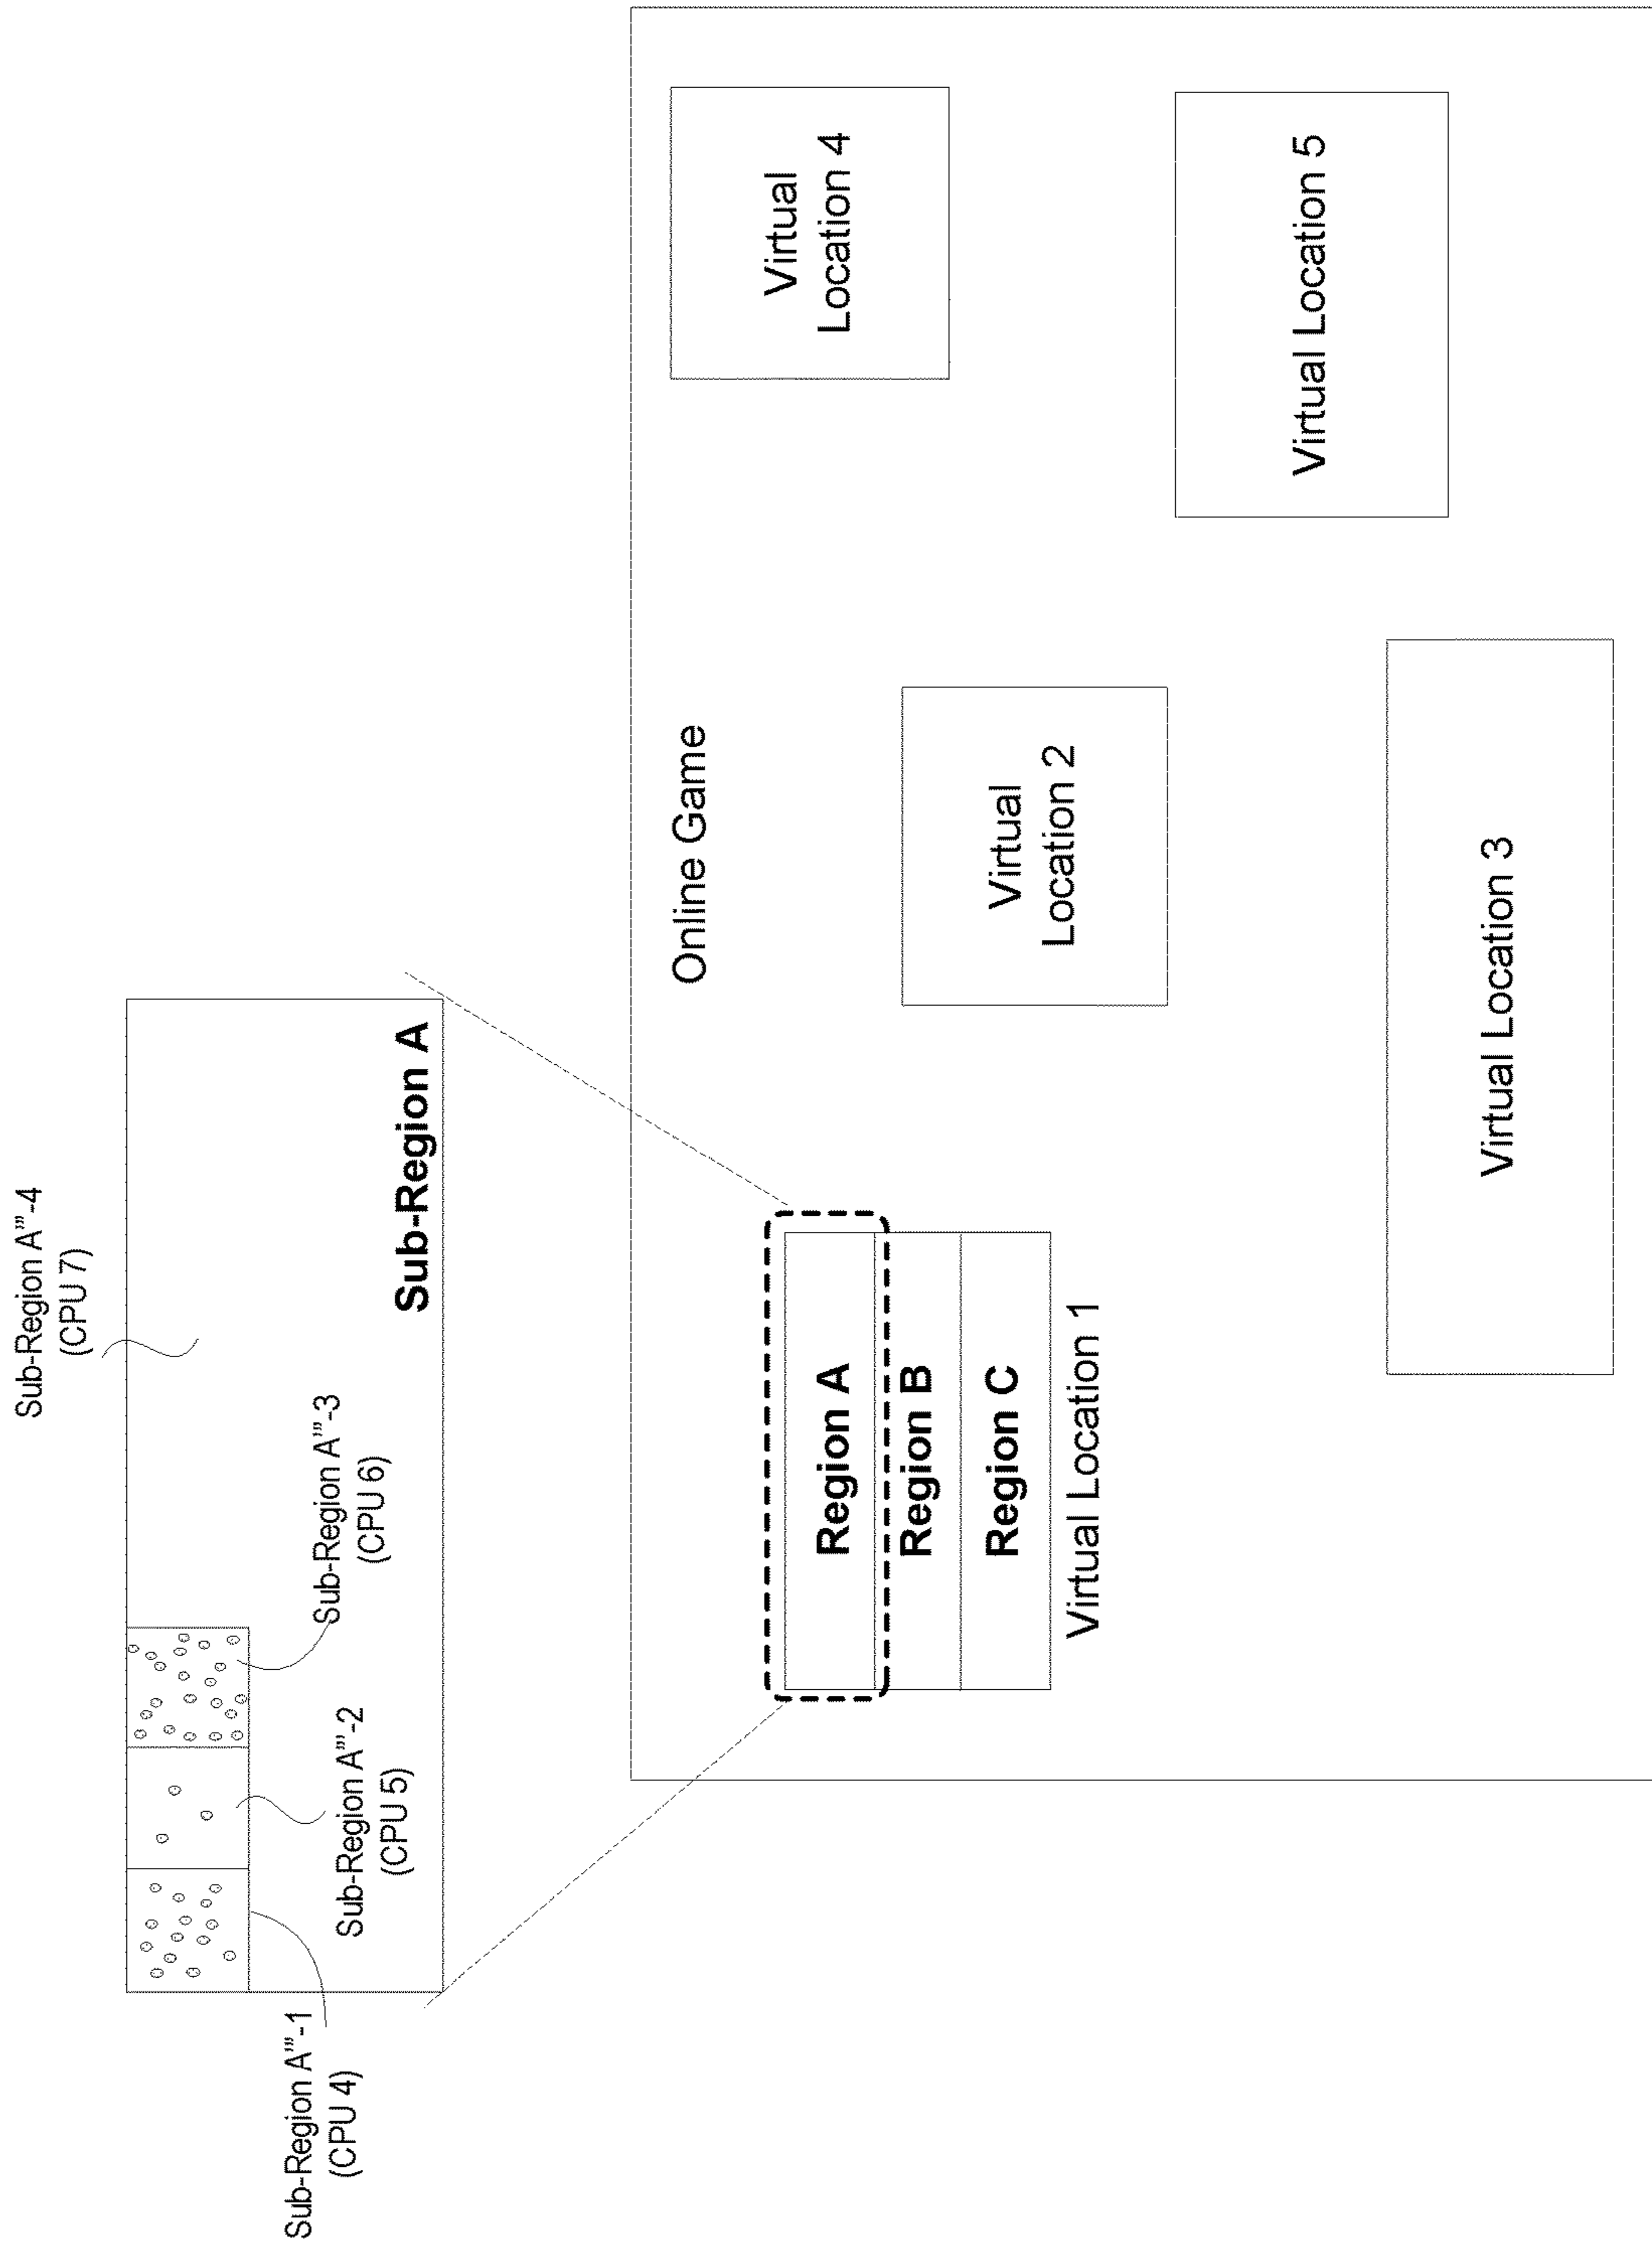 Sub-Region A"'-4
(CPU 7)
Sub-Region A"'-1
(CPU 4)
Sub-Region A"'-2
(CPU 5)
Sub-Region A"'-3
(CPU 6)
Sub-Region A
Online Game
Region A
Region B
Region C
Virtual Location 1
Virtual
Location 2
Virtual
Location 4
Virtual Location 5
Virtual Location 3